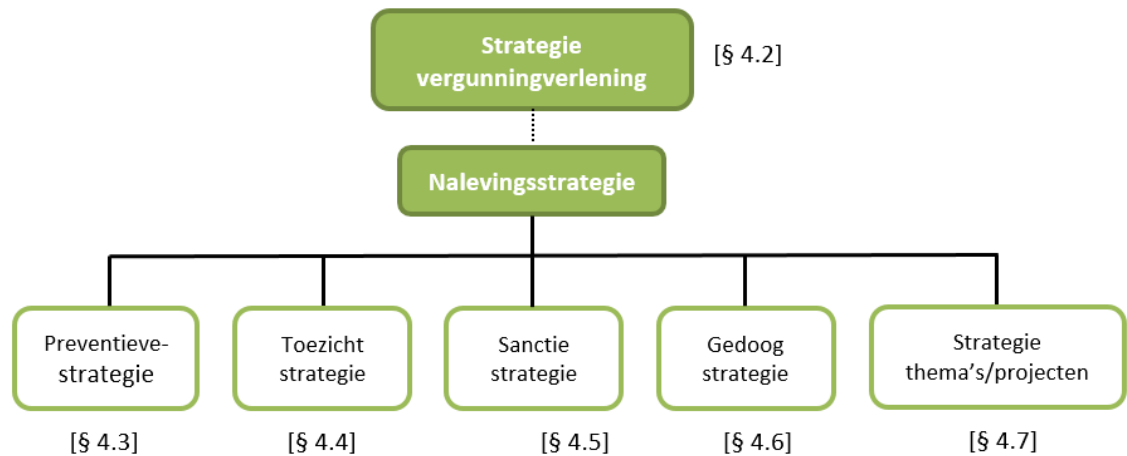 Strategie
vergunningverlening
[§ 4.2]
Nalevingsstrategie
Preventieve-
strategie
Toezicht
strategie
Sanctie
strategie
Gedoog
strategie
Strategie
thema's/projecten
[§ 4.3]
[§ 4.4]
[§ 4.5]
[§ 4.6]
[§ 4.7]